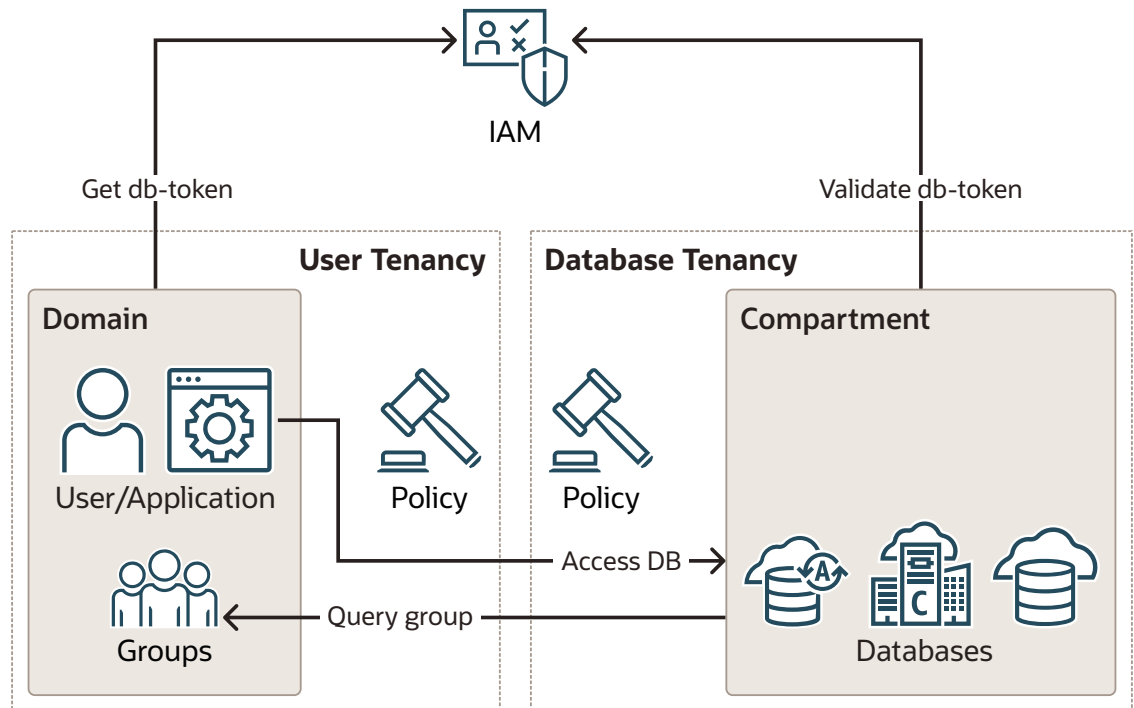 IAM
Get db-token
Validate db-token
User Tenancy
Database Tenancy
Domain
Compartment
User/Application
Policy
Policy
Access DB
A
C
Query group
Groups
Databases